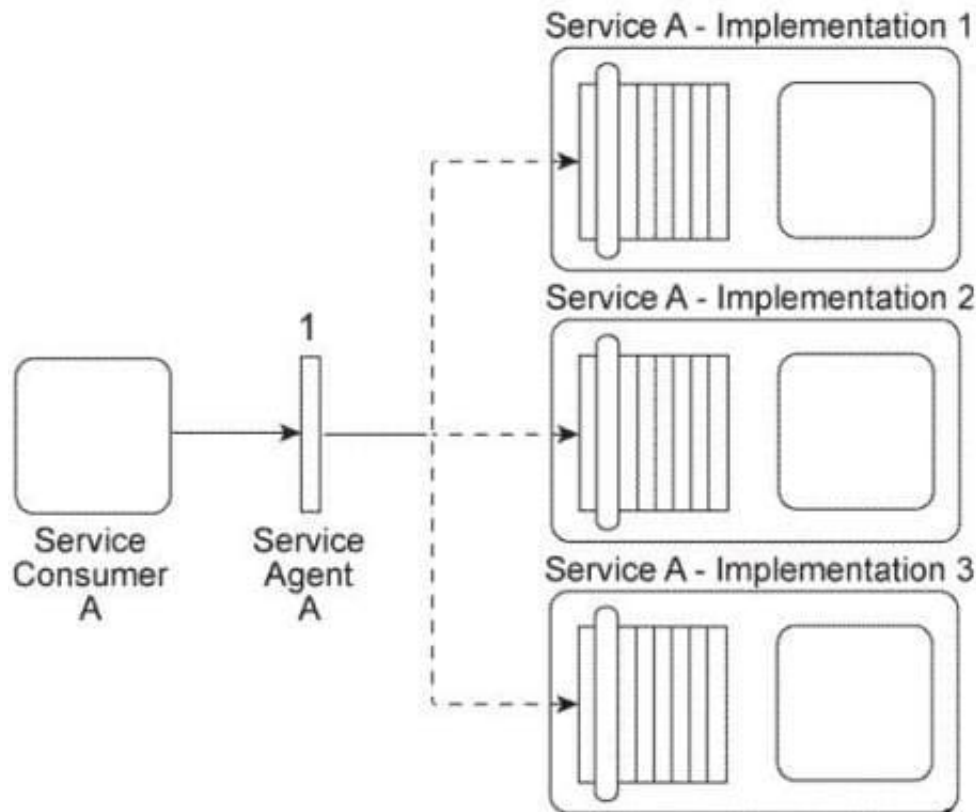 Service A - Implementation 1
Service A - Implementation 2
1
Service
Consumer
A
Service
Agent
A
Service A - Implementation 3